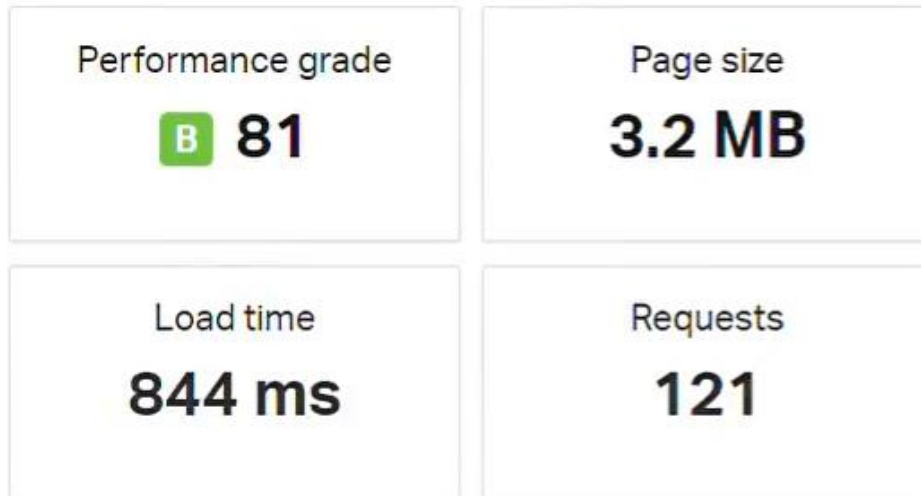 Performance grade
B 81
Page size
3.2 MB
Load time
844 ms
Requests
121